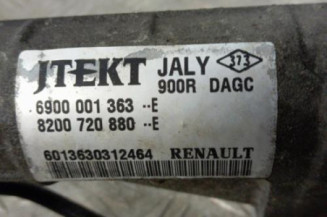 JTEKT JALY 373
900R DAGC
6900 001 363 --E
8200 720 880 --E
6013630312464 RENAULT